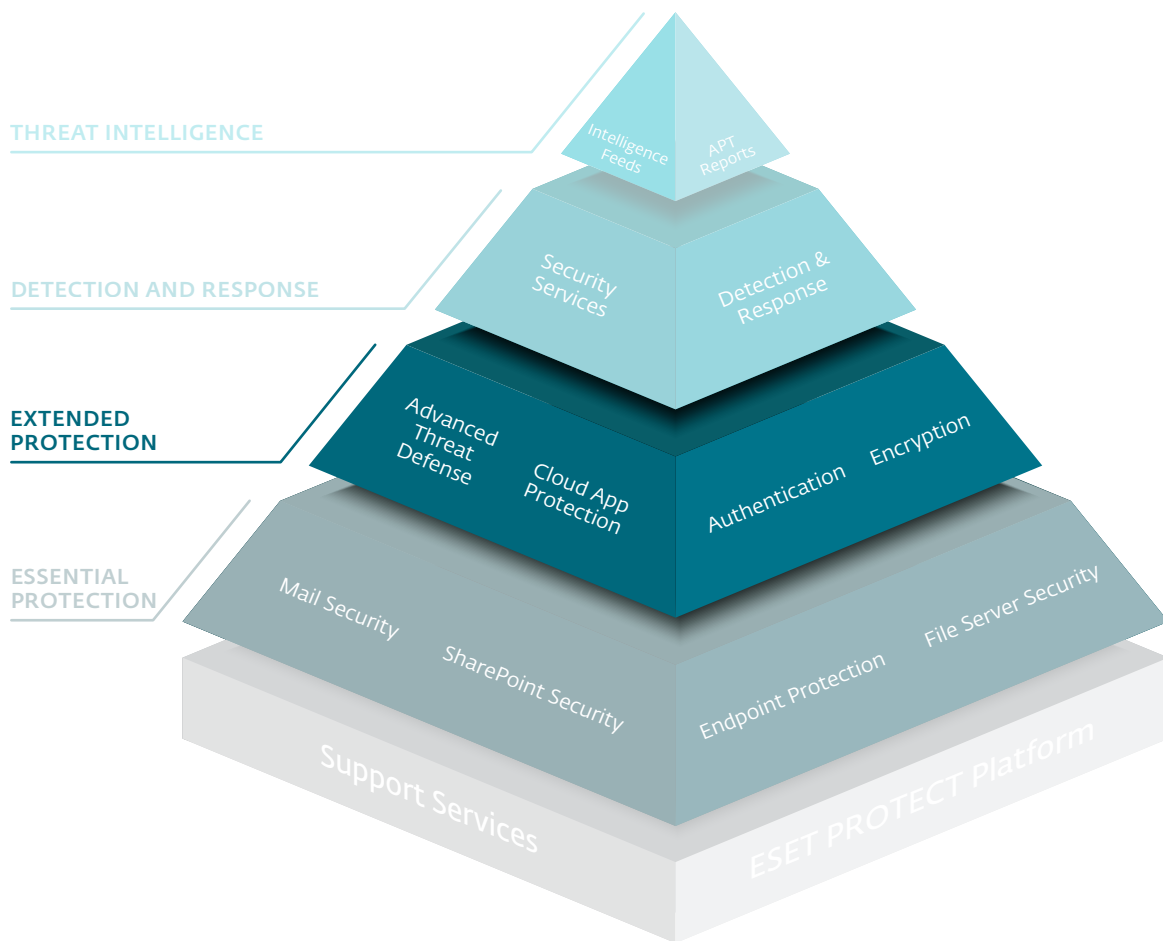 THREAT INTELLIGENCE
Intelligence
Feeds
APT
Reports
DETECTION AND RESPONSE
Security
Services
Detection &
Response
EXTENDED
PROTECTION
Advanced
Threat
Defense
Cloud App
Protection
Authentication
Encryption
ESSENTIAL
PROTECTION
Mail Security
SharePoint Security
Endpoint Protection
File Server Security
Support Services
ESET PROTECT Platform